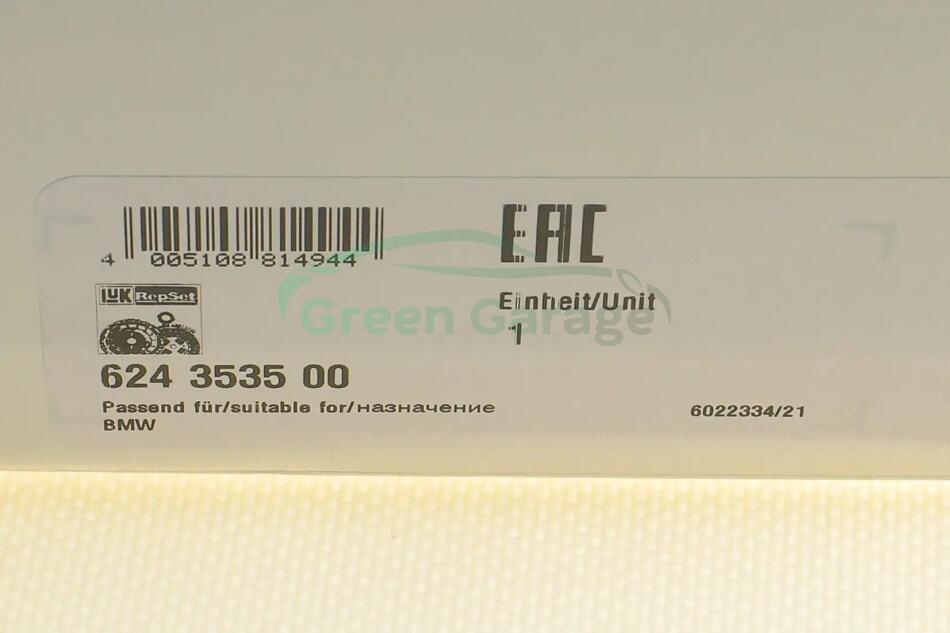 4 005108 814944
EAC
LUK RepSet
Einheit/Unit
1
Green Garage
624 3535 00
Passend für/suitable for/назначение
BMW
6022334/21